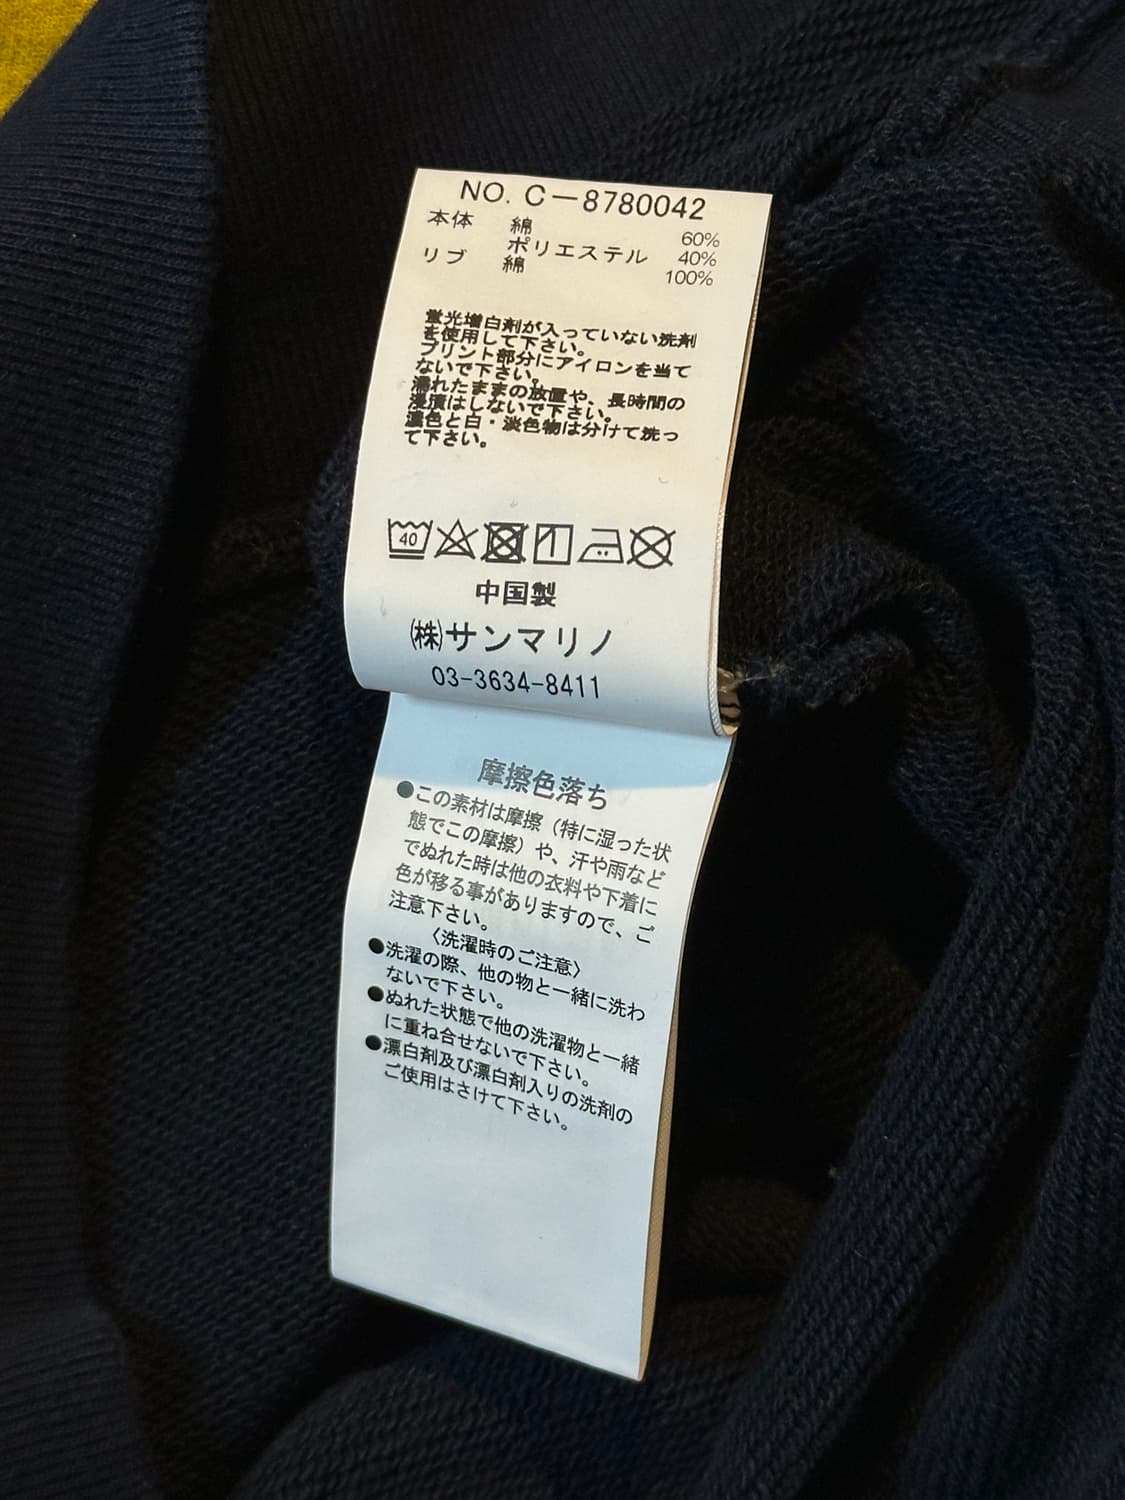 NO. C－8780042
本体 綿 60%
ポリエステル 40%
リブ 綿 100%
蛍光増白剤が入っていない洗剤
を使用して下さい。
プリント部分にアイロンを当て
ないで下さい。
濡れたままの放置や、長時間の
浸漬はしないで下さい。
濃色と白・淡色物は分けて洗っ
て下さい。
40
中国製
㈱サンマリノ
03-3634-8411
摩擦色落ち
●この素材は摩擦（特に湿った状
態でこの摩擦）や、汗や雨など
でぬれた時は他の衣料や下着に
色が移る事がありますので、ご
注意下さい。
〈洗濯時のご注意〉
●洗濯の際、他の物と一緒に洗わ
ないで下さい。
●ぬれた状態で他の洗濯物と一緒
に重ね合せないで下さい。
●漂白剤及び漂白剤入りの洗剤の
ご使用はさけて下さい。